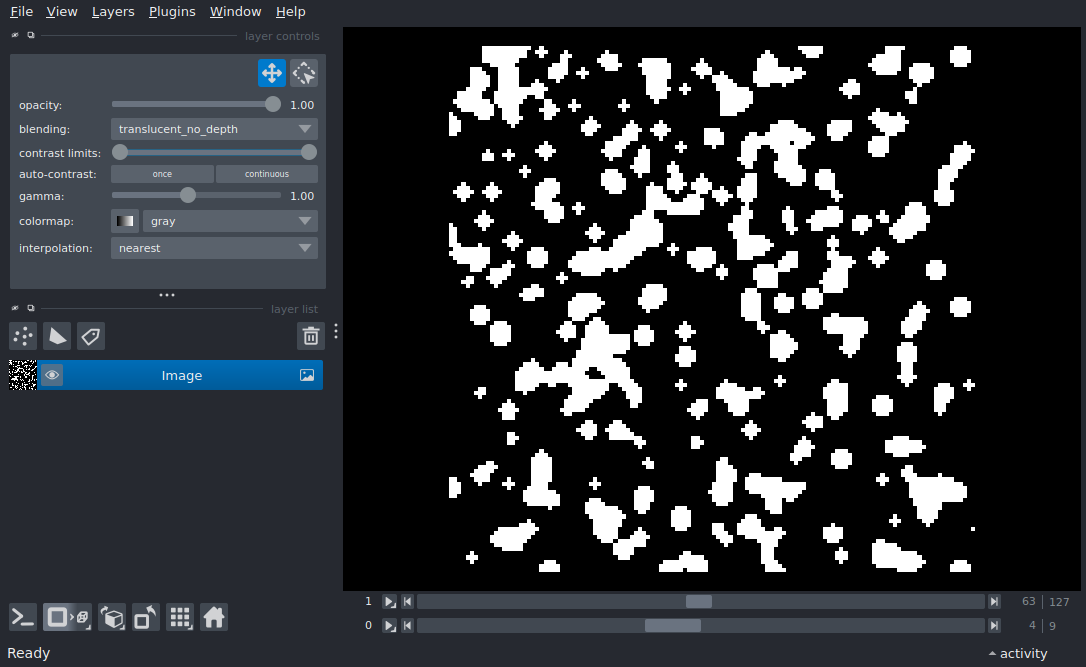 File View Layers Plugins Window Help
layer controls
opacity: 1.00
blending: translucent_no_depth
contrast limits:
auto-contrast: once continuous
gamma: 1.00
colormap: gray
interpolation: nearest
layer list
Image
1 63 127
0 4 9
Ready activity